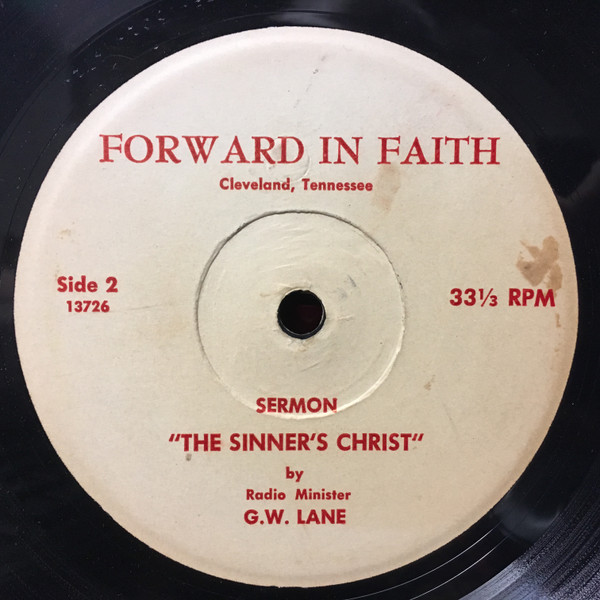 FORWARD IN FAITH
Cleveland, Tennessee
Side 2
13726
33⅓ RPM
SERMON
"THE SINNER'S CHRIST"
by
Radio Minister
G.W. LANE